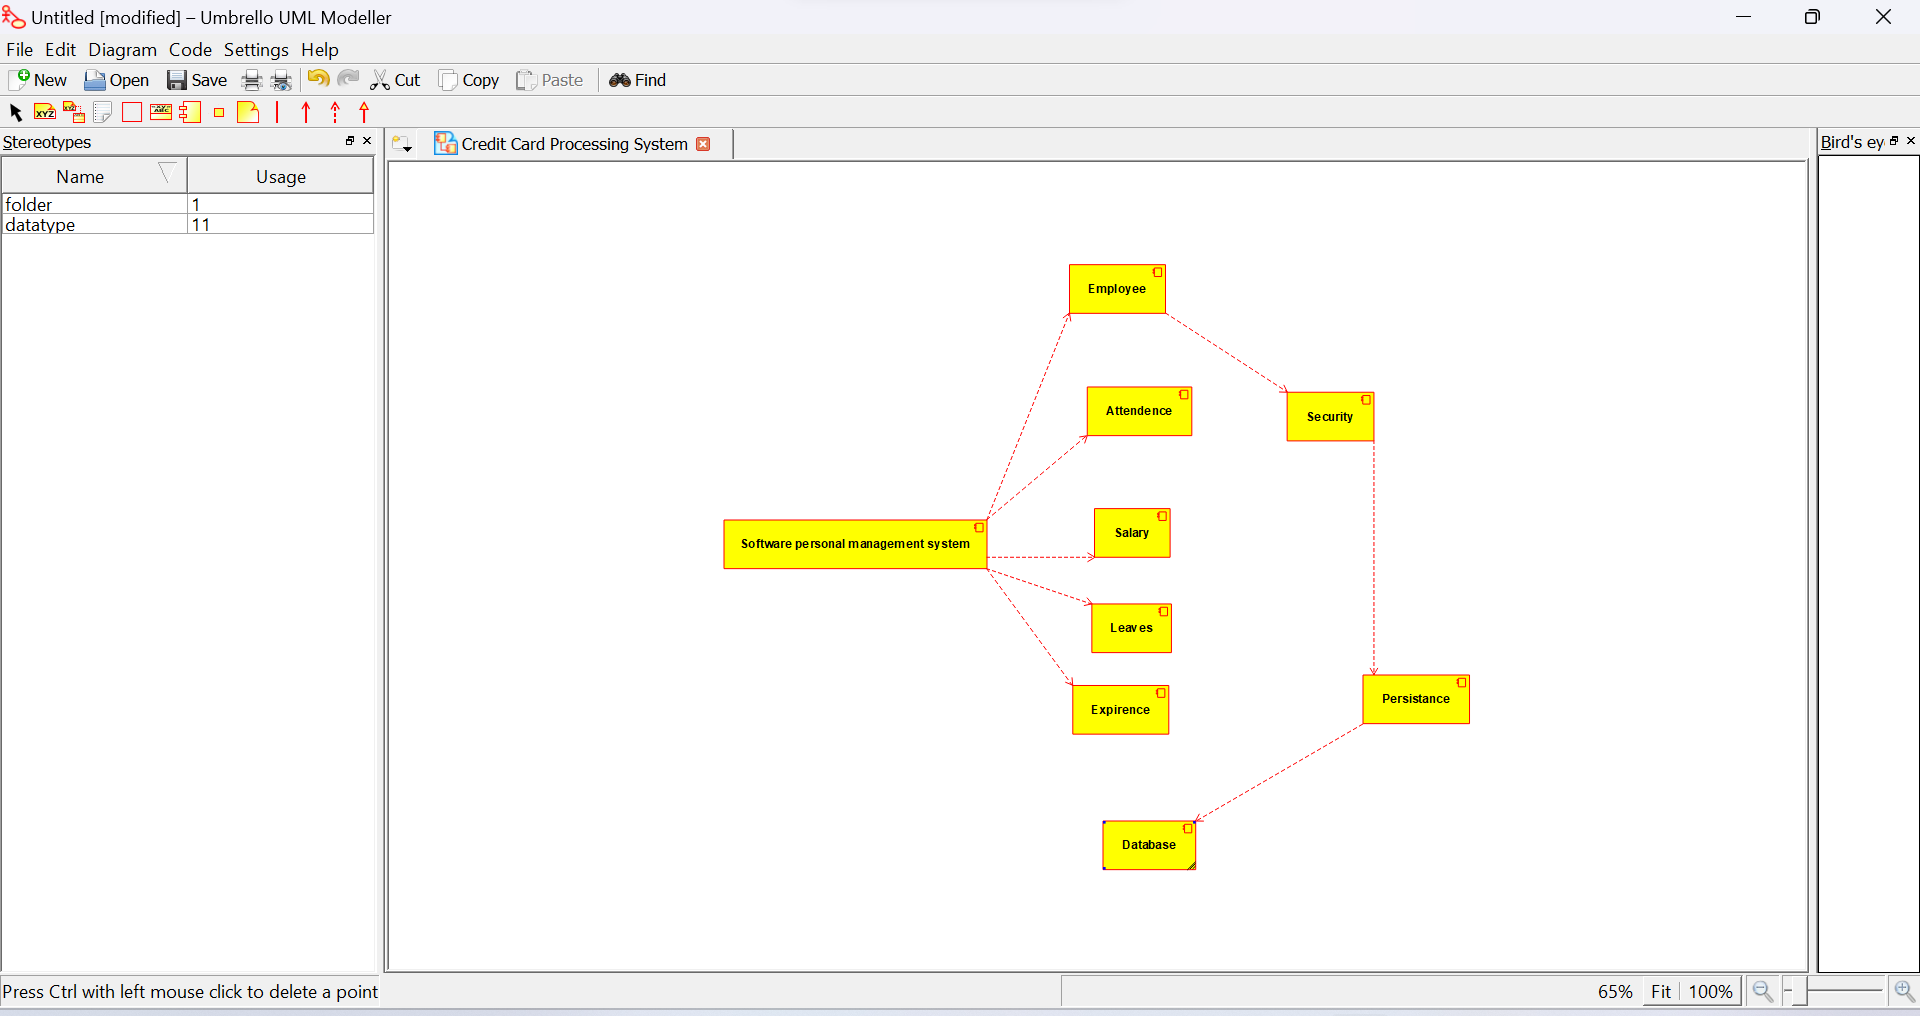 Untitled [modified] – Umbrello UML Modeller
File Edit Diagram Code Settings Help
New Open Save Cut Copy Paste Find
XYZ
Stereotypes
Credit Card Processing System
Bird's ey
Name Usage
folder 1
datatype 11
Employee
Attendence
Security
Salary
Software personal management system
Leaves
Persistance
Expirence
Database
Press Ctrl with left mouse click to delete a point
65% Fit 100%